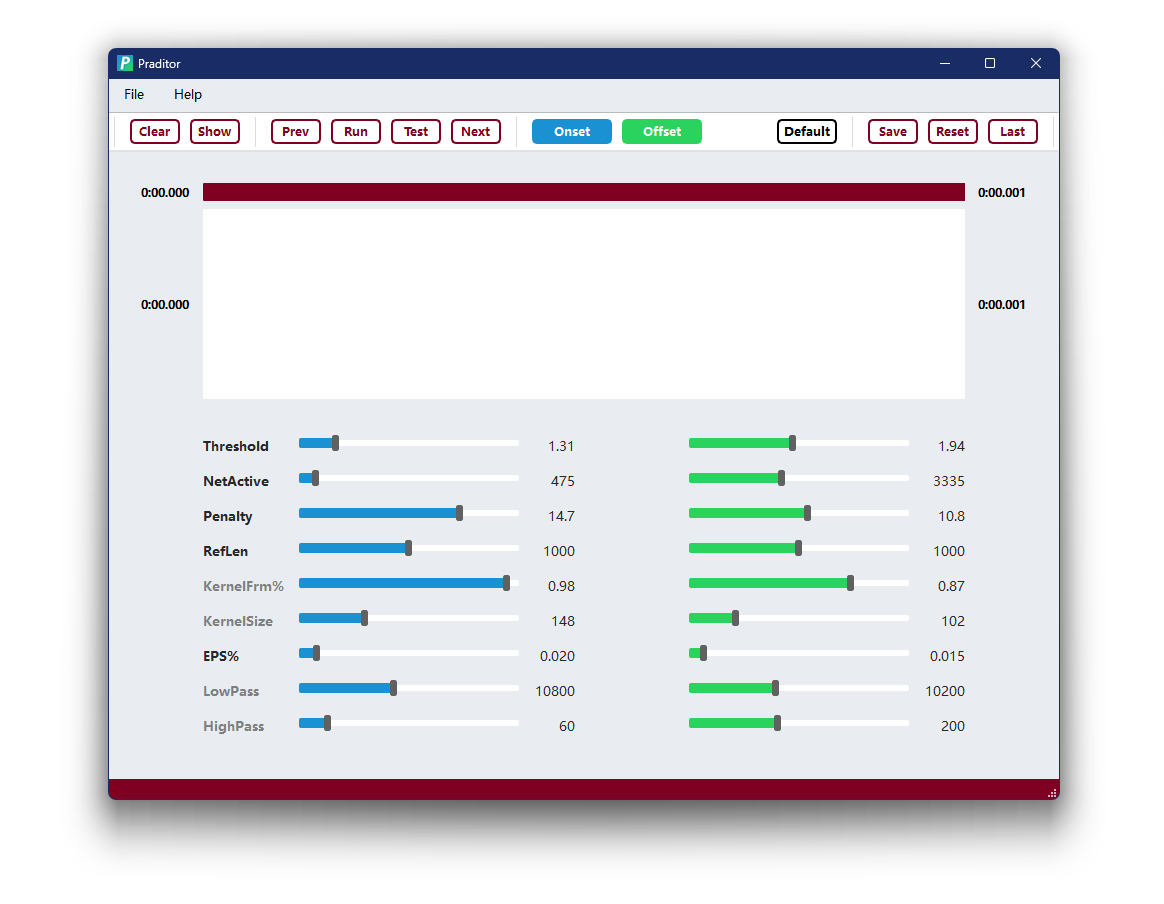 P Praditor
File Help
Clear Show Prev Run Test Next Onset Offset Default Save Reset Last
0:00.000 0:00.001
0:00.000 0:00.001
Threshold 1.31 1.94
NetActive 475 3335
Penalty 14.7 10.8
RefLen 1000 1000
KernelFrm% 0.98 0.87
KernelSize 148 102
EPS% 0.020 0.015
LowPass 10800 10200
HighPass 60 200